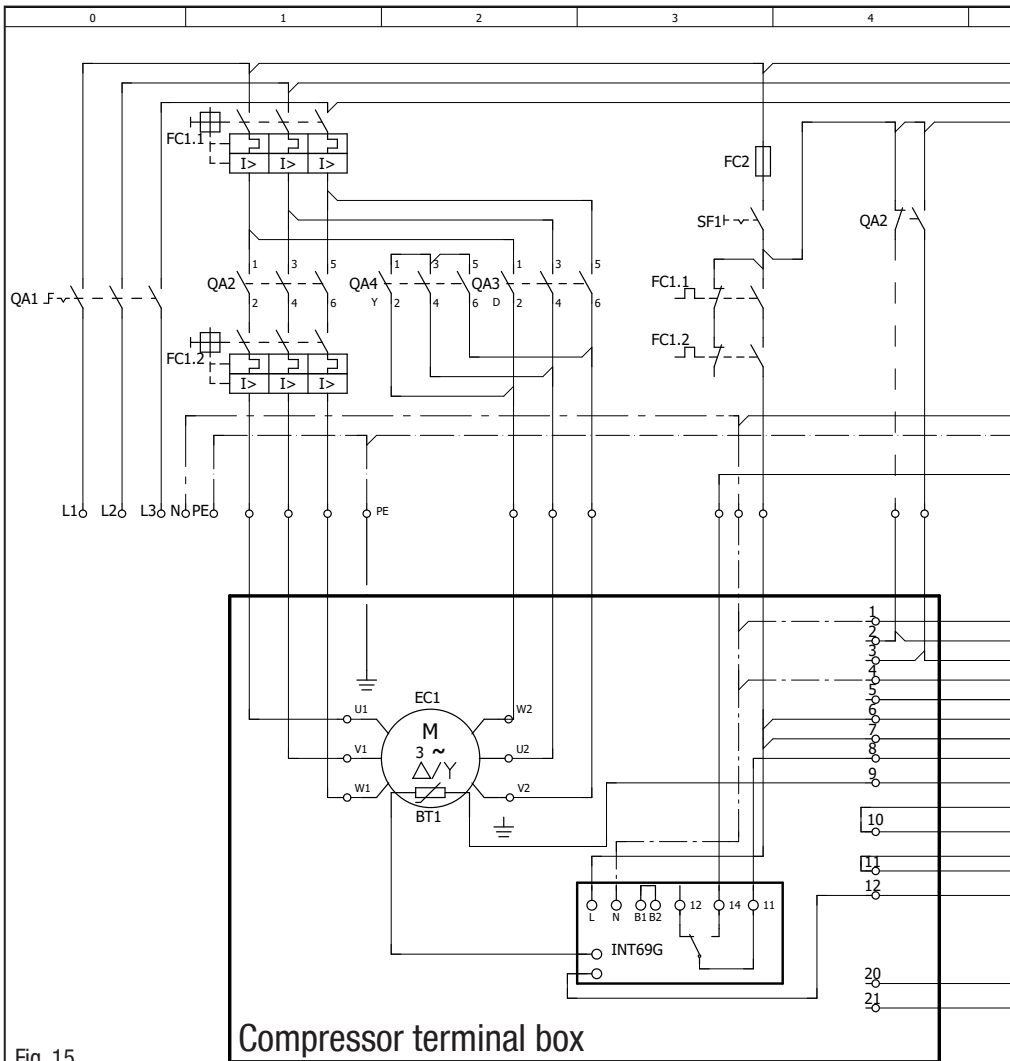 0 1 2 3 4
FC1.1
I> I> I>
FC2
SF1
QA2
QA1
QA2
1 3 5
2 4 6
QA4
Y
1 3 5
2 4 6
QA3
D
1 3 5
2 4 6
FC1.1
FC1.2
FC1.2
I> I> I>
L1 L2 L3 N PE
PE
EC1
M
3 ~
△/Y
BT1
U1
V1
W1
W2
U2
V2
1
2
3
4
5
6
7
8
9
10
11
12
20
21
L N B1 B2 12 14 11
INT69G
Compressor terminal box
Fig. 15